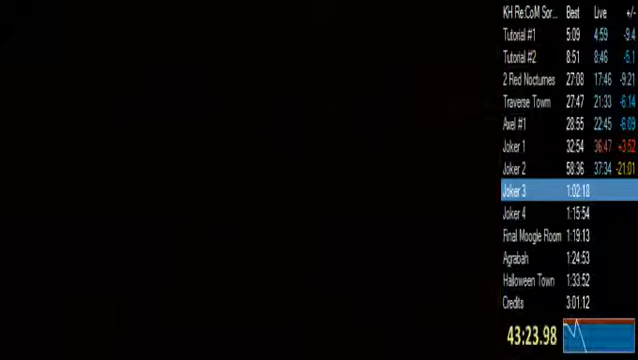 KH Re:CoM Sor... Best Live +/-
Tutorial #1 5:09 4:59 -9.4
Tutorial #2 8:51 8:46 -5.1
2 Red Nocturnes 27:08 17:46 -9:21
Traverse Town 27:47 21:33 -6:14
Axel #1 28:55 22:45 -6:09
Joker 1 32:54 36:47 +3:52
Joker 2 58:36 37:34 -21:01
Joker 3 1:02:18
Joker 4 1:15:54
Final Moogle Room 1:19:13
Agrabah 1:24:53
Halloween Town 1:33:52
Credits 3:01:12
43:23.98